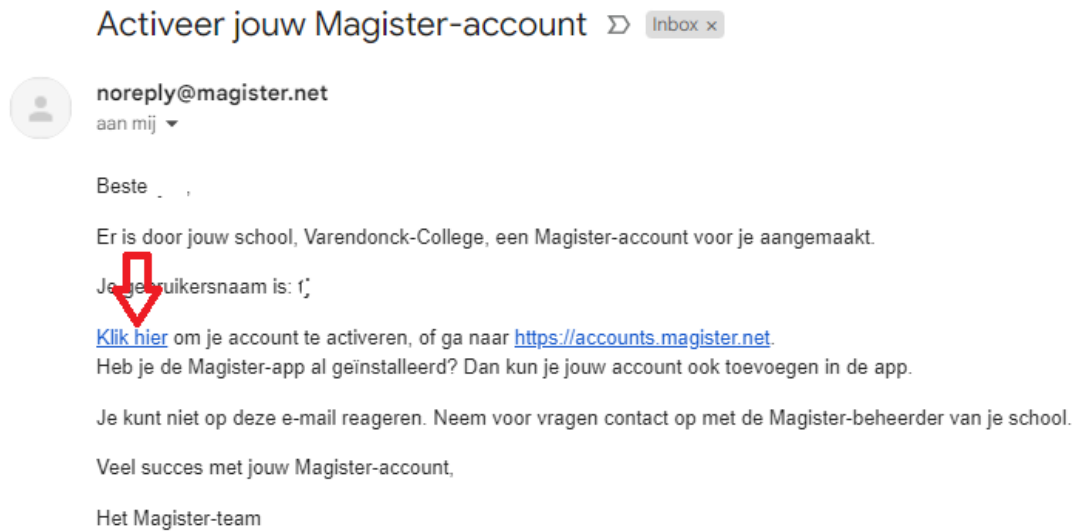 Activeer jouw Magister-account Inbox x
noreply@magister.net
aan mij
Beste ,
Er is door jouw school, Varendonck-College, een Magister-account voor je aangemaakt.
Je gebruikersnaam is:
Klik hier om je account te activeren, of ga naar https://accounts.magister.net.
Heb je de Magister-app al geïnstalleerd? Dan kun je jouw account ook toevoegen in de app.
Je kunt niet op deze e-mail reageren. Neem voor vragen contact op met de Magister-beheerder van je school.
Veel succes met jouw Magister-account,
Het Magister-team